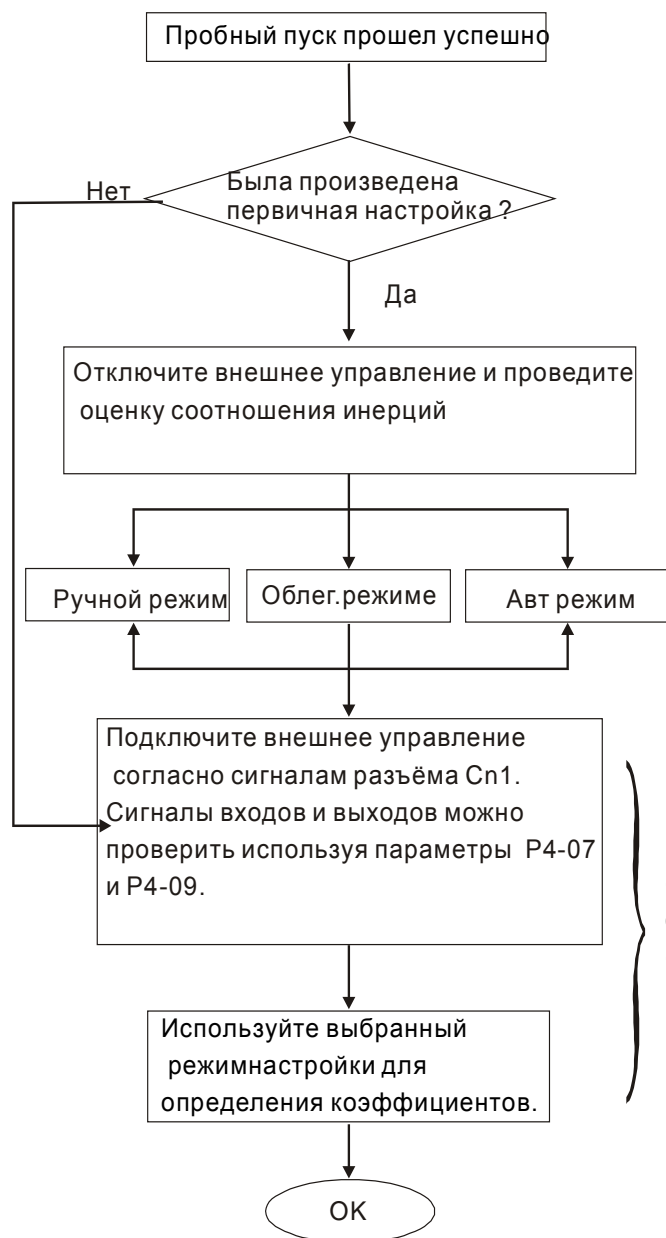 Пробный пуск прошел успешно
Нет
Была произведена
первичная настройка ?
Да
Отключите внешнее управление и проведите
оценку соотношения инерций
Ручной режим
Облег.режиме
Авт режим
Подключите внешнее управление
согласно сигналам разъёма Cn1.
Сигналы входов и выходов можно
проверить используя параметры P4-07
и P4-09.
Используйте выбранный
режимнастройки для
определения коэффициентов.
OK